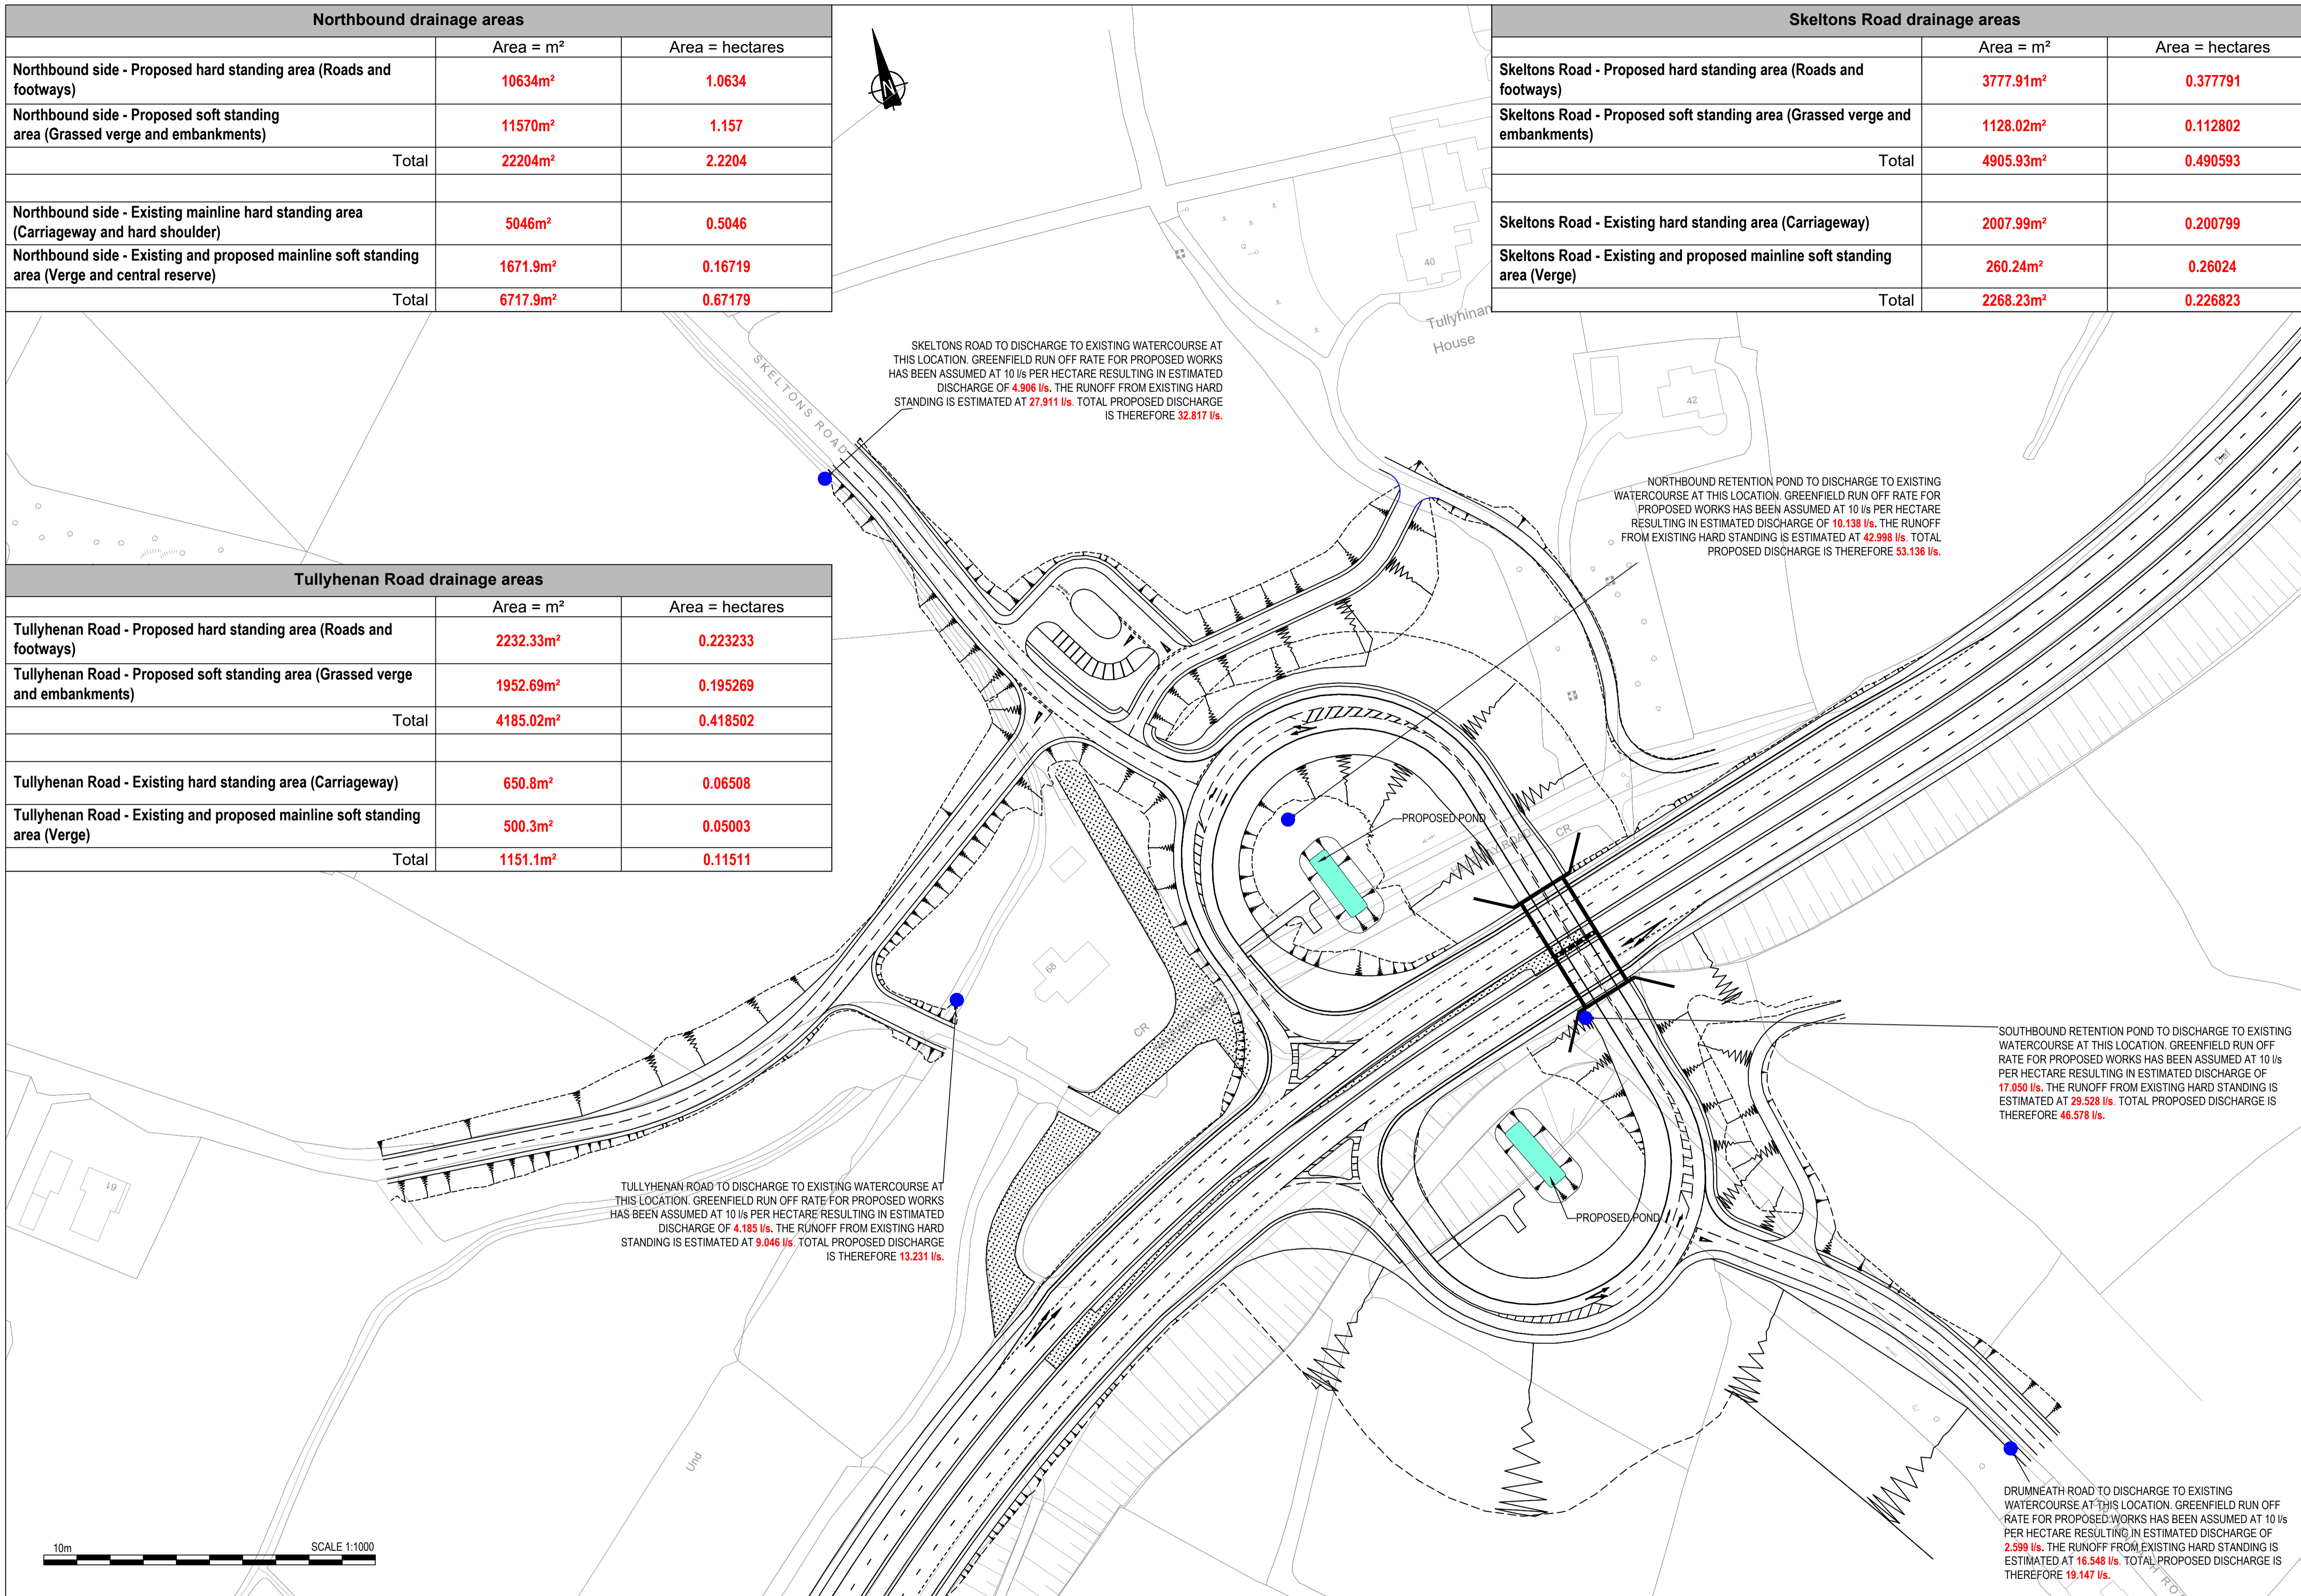 Northbound drainage areas
Area = m² Area = hectares
Northbound side - Proposed hard standing area (Roads and
footways) 10634m² 1.0634
Northbound side - Proposed soft standing
area (Grassed verge and embankments) 11570m² 1.157
Total 22204m² 2.2204
Northbound side - Existing mainline hard standing area
(Carriageway and hard shoulder) 5046m² 0.5046
Northbound side - Existing and proposed mainline soft standing
area (Verge and central reserve) 1671.9m² 0.16719
Total 6717.9m² 0.67179
N
Skeltons Road drainage areas
Area = m² Area = hectares
Skeltons Road - Proposed hard standing area (Roads and
footways) 3777.91m² 0.377791
Skeltons Road - Proposed soft standing area (Grassed verge and
embankments) 1128.02m² 0.112802
Total 4905.93m² 0.490593
Skeltons Road - Existing hard standing area (Carriageway) 2007.99m² 0.200799
Skeltons Road - Existing and proposed mainline soft standing
area (Verge) 260.24m² 0.26024
Total 2268.23m² 0.226823
40
Tullyhinan
House
42
SKELTONS ROAD
SKELTONS ROAD TO DISCHARGE TO EXISTING WATERCOURSE AT
THIS LOCATION. GREENFIELD RUN OFF RATE FOR PROPOSED WORKS
HAS BEEN ASSUMED AT 10 l/s PER HECTARE RESULTING IN ESTIMATED
DISCHARGE OF 4.906 l/s. THE RUNOFF FROM EXISTING HARD
STANDING IS ESTIMATED AT 27.911 l/s. TOTAL PROPOSED DISCHARGE
IS THEREFORE 32.817 l/s.
Def
NORTHBOUND RETENTION POND TO DISCHARGE TO EXISTING
WATERCOURSE AT THIS LOCATION. GREENFIELD RUN OFF RATE FOR
PROPOSED WORKS HAS BEEN ASSUMED AT 10 l/s PER HECTARE
RESULTING IN ESTIMATED DISCHARGE OF 10.138 l/s. THE RUNOFF
FROM EXISTING HARD STANDING IS ESTIMATED AT 42.998 l/s. TOTAL
PROPOSED DISCHARGE IS THEREFORE 53.136 l/s.
Tullyhenan Road drainage areas
Area = m² Area = hectares
Tullyhenan Road - Proposed hard standing area (Roads and
footways) 2232.33m² 0.223233
Tullyhenan Road - Proposed soft standing area (Grassed verge
and embankments) 1952.69m² 0.195269
Total 4185.02m² 0.418502
Tullyhenan Road - Existing hard standing area (Carriageway) 650.8m² 0.06508
Tullyhenan Road - Existing and proposed mainline soft standing
area (Verge) 500.3m² 0.05003
Total 1151.1m² 0.11511
PROPOSED POND
CR
ROAD
68
CR
SOUTHBOUND RETENTION POND TO DISCHARGE TO EXISTING
WATERCOURSE AT THIS LOCATION. GREENFIELD RUN OFF
RATE FOR PROPOSED WORKS HAS BEEN ASSUMED AT 10 l/s
PER HECTARE RESULTING IN ESTIMATED DISCHARGE OF
17.050 l/s. THE RUNOFF FROM EXISTING HARD STANDING IS
ESTIMATED AT 29.528 l/s. TOTAL PROPOSED DISCHARGE IS
THEREFORE 46.578 l/s.
61
TULLYHENAN ROAD TO DISCHARGE TO EXISTING WATERCOURSE AT
THIS LOCATION. GREENFIELD RUN OFF RATE FOR PROPOSED WORKS
HAS BEEN ASSUMED AT 10 l/s PER HECTARE RESULTING IN ESTIMATED
DISCHARGE OF 4.185 l/s. THE RUNOFF FROM EXISTING HARD
STANDING IS ESTIMATED AT 9.046 l/s. TOTAL PROPOSED DISCHARGE
IS THEREFORE 13.231 l/s.
PROPOSED POND
Und
DRUMNEATH ROAD TO DISCHARGE TO EXISTING
WATERCOURSE AT THIS LOCATION. GREENFIELD RUN OFF
RATE FOR PROPOSED WORKS HAS BEEN ASSUMED AT 10 l/s
PER HECTARE RESULTING IN ESTIMATED DISCHARGE OF
2.599 l/s. THE RUNOFF FROM EXISTING HARD STANDING IS
ESTIMATED AT 16.548 l/s. TOTAL PROPOSED DISCHARGE IS
THEREFORE 19.147 l/s.
10m SCALE 1:1000